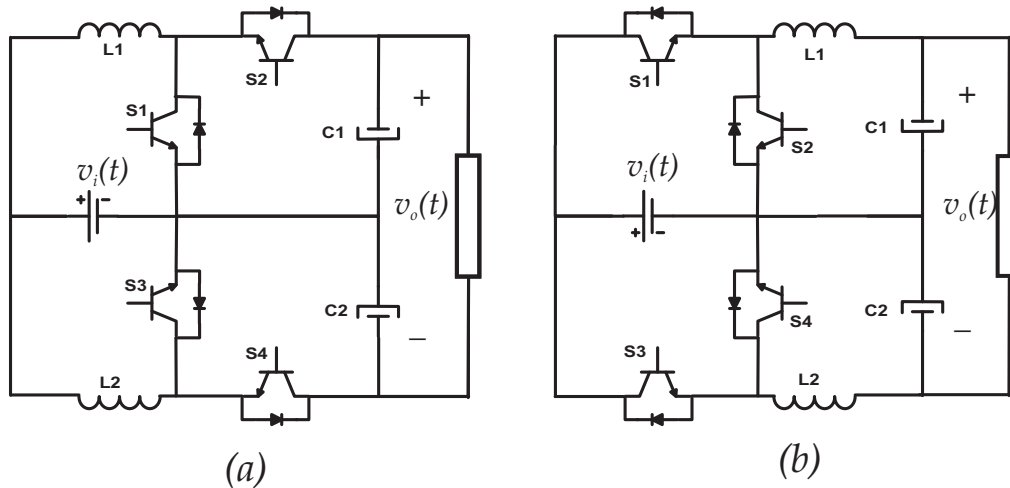 L1
S2
S1
+
C1
v_i(t)
+ -
v_o(t)
S3
C2
−
S4
L2
(a)
S1
L1
S2
+
C1
v_i(t)
+ -
v_o(t)
S4
C2
−
S3
L2
(b)